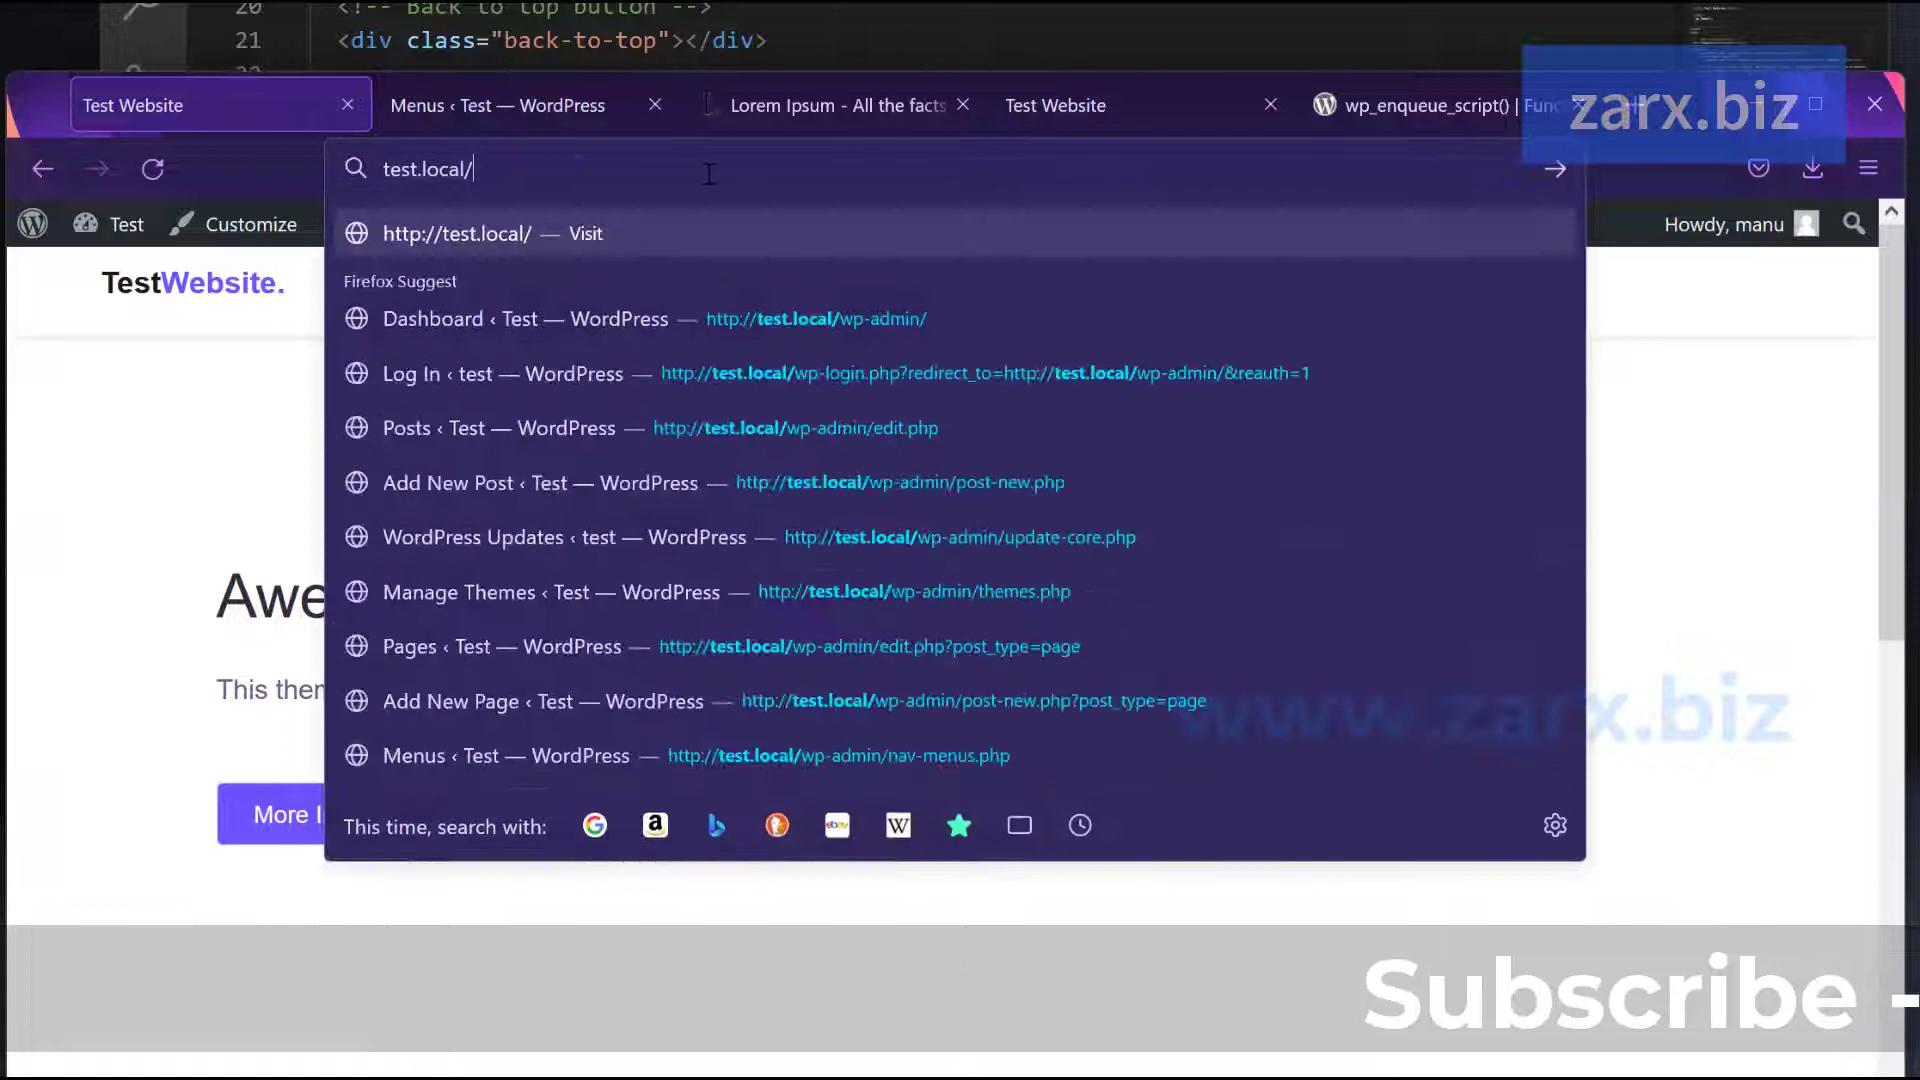 20 <!-- Back to top button -->
21 <div class="back-to-top"></div>
Test Website
Menus ‹ Test — WordPress
Lorem Ipsum - All the facts
Test Website
wp_enqueue_script() | Func
zarx.biz
test.local/
Test
Customize
Howdy, manu
http://test.local/ — Visit
TestWebsite.
Firefox Suggest
Dashboard ‹ Test — WordPress — http://test.local/wp-admin/
Log In ‹ test — WordPress — http://test.local/wp-login.php?redirect_to=http://test.local/wp-admin/&reauth=1
Posts ‹ Test — WordPress — http://test.local/wp-admin/edit.php
Add New Post ‹ Test — WordPress — http://test.local/wp-admin/post-new.php
WordPress Updates ‹ test — WordPress — http://test.local/wp-admin/update-core.php
Manage Themes ‹ Test — WordPress — http://test.local/wp-admin/themes.php
Awe
Pages ‹ Test — WordPress — http://test.local/wp-admin/edit.php?post_type=page
This then
Add New Page ‹ Test — WordPress — http://test.local/wp-admin/post-new.php?post_type=page
www.zarx.biz
Menus ‹ Test — WordPress — http://test.local/wp-admin/nav-menus.php
More I
This time, search with:
Subscribe -